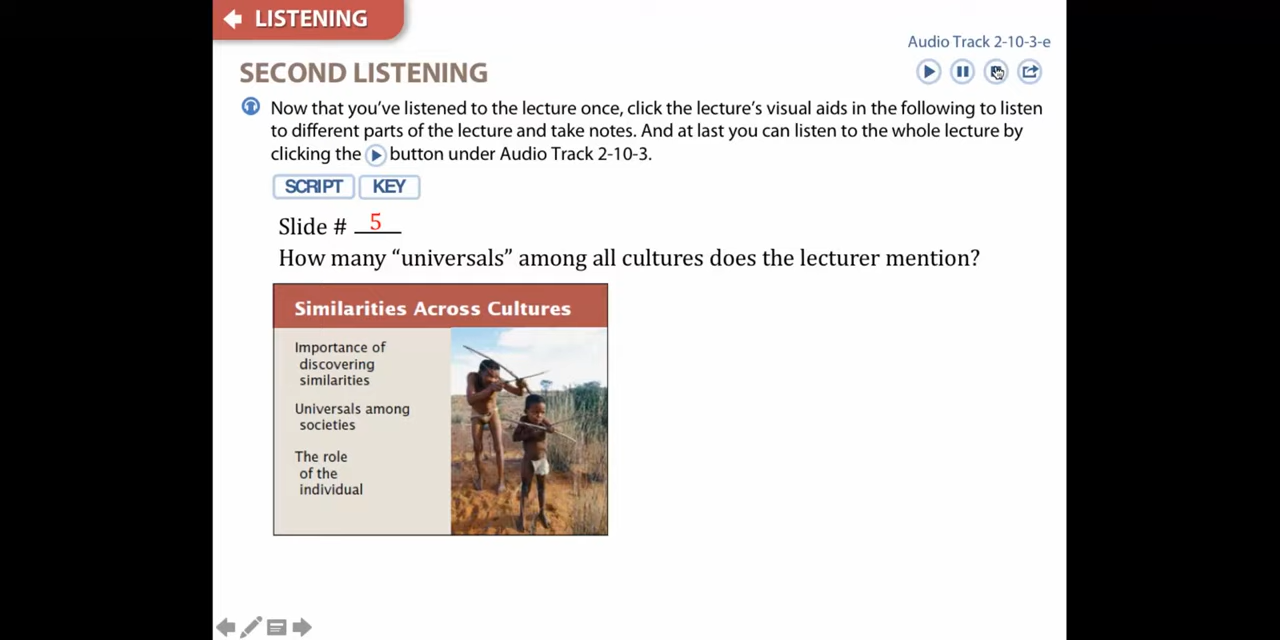 LISTENING
Audio Track 2-10-3-e
SECOND LISTENING
Now that you've listened to the lecture once, click the lecture's visual aids in the following to listen
to different parts of the lecture and take notes. And at last you can listen to the whole lecture by
clicking the button under Audio Track 2-10-3.
SCRIPT KEY
Slide # 5
How many “universals” among all cultures does the lecturer mention?
Similarities Across Cultures
Importance of
discovering
similarities
Universals among
societies
The role
of the
individual